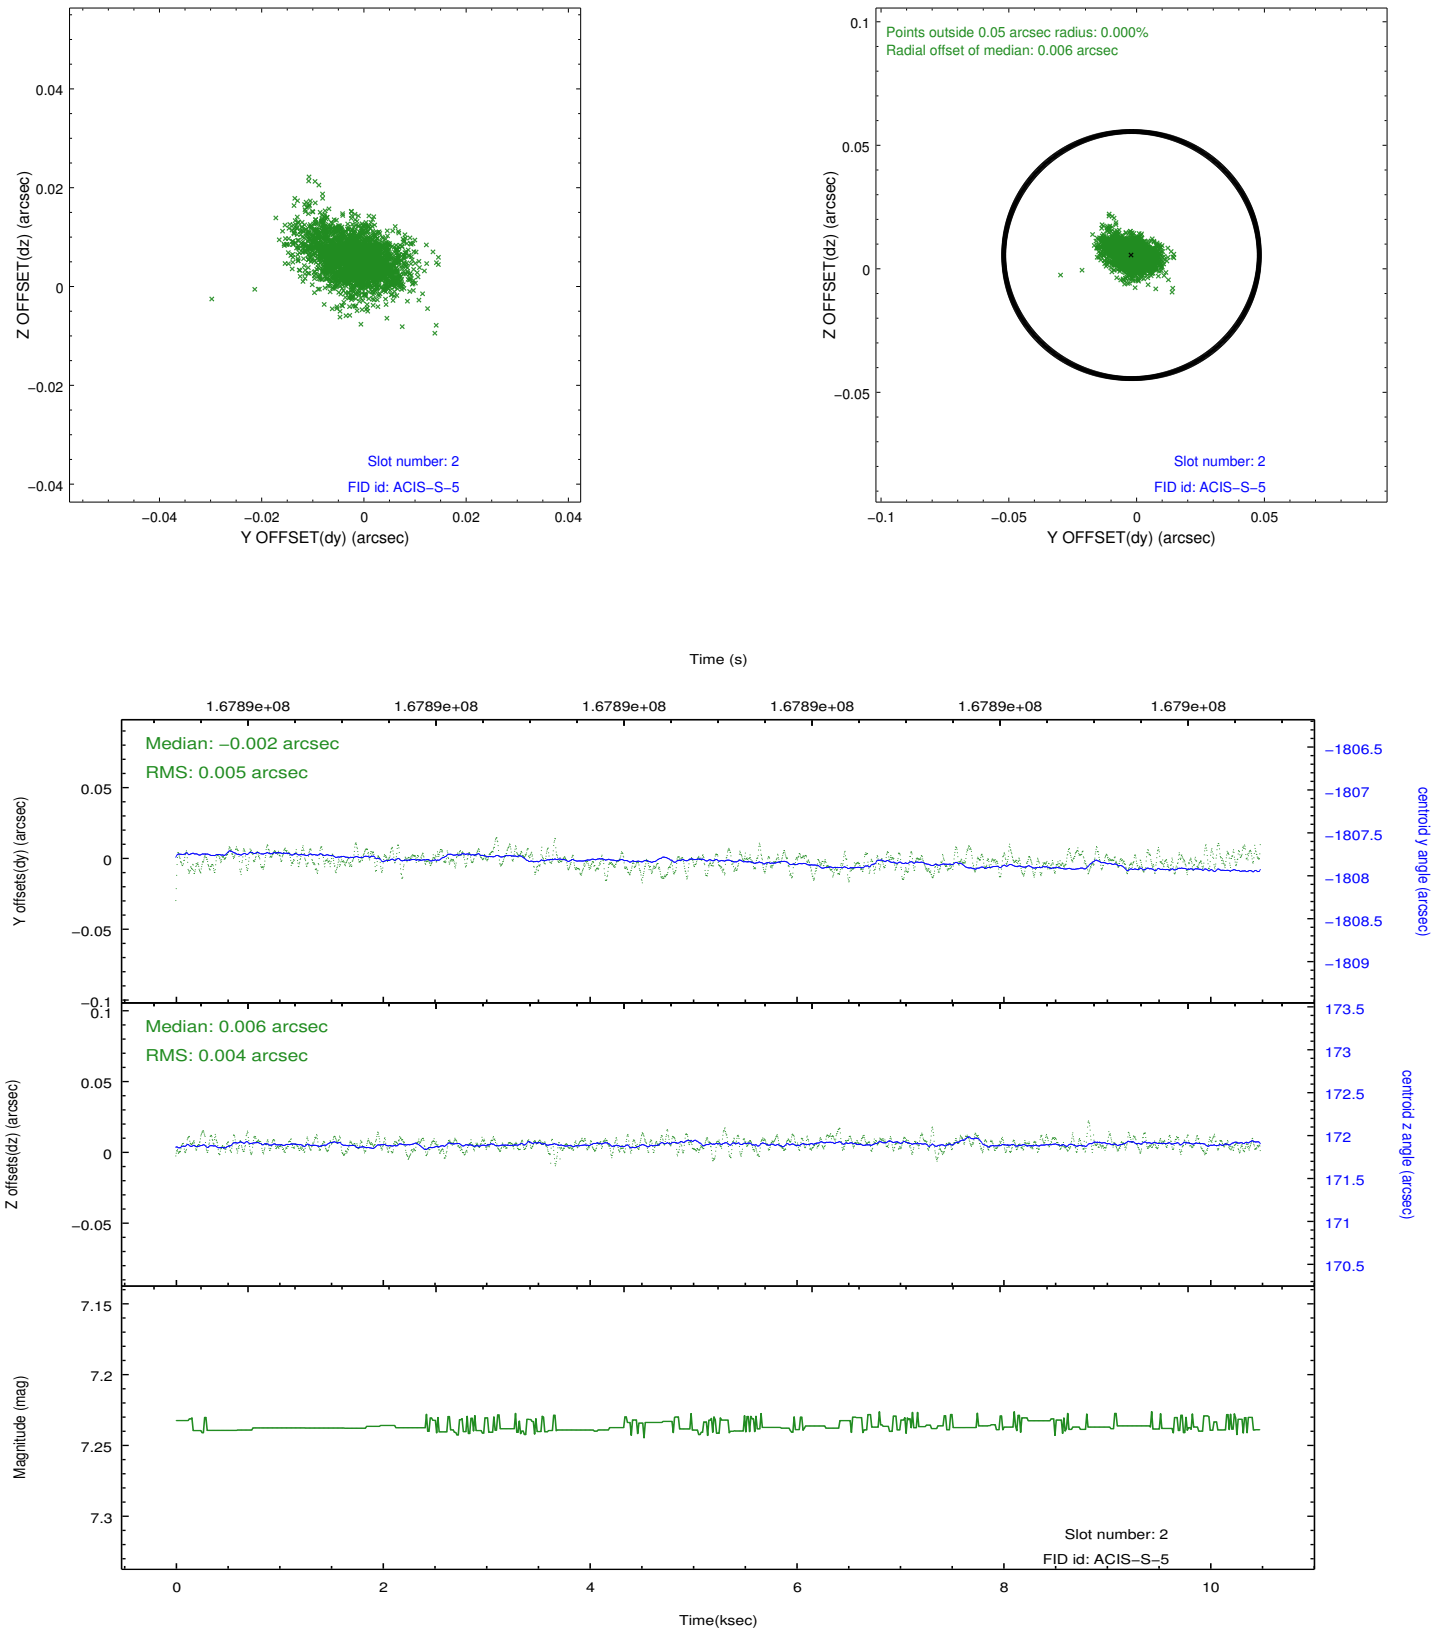 0.04
0.02
0
−0.02
−0.04
Z OFFSET(dz) (arcsec)
−0.04
−0.02
0
0.02
0.04
Y OFFSET(dy) (arcsec)
Slot number: 2
FID id: ACIS−S−5
Points outside 0.05 arcsec radius: 0.000%
Radial offset of median: 0.006 arcsec
0.1
0.05
0
−0.05
Z OFFSET(dz) (arcsec)
−0.1
−0.05
0
0.05
Y OFFSET(dy) (arcsec)
Slot number: 2
FID id: ACIS−S−5
Time (s)
1.6789e+08
1.6789e+08
1.6789e+08
1.6789e+08
1.6789e+08
1.679e+08
Median: −0.002 arcsec
RMS: 0.005 arcsec
0.05
0
−0.05
−0.1
Y offsets(dy) (arcsec)
−1806.5
−1807
−1807.5
−1808
−1808.5
−1809
centroid y angle (arcsec)
Median: 0.006 arcsec
RMS: 0.004 arcsec
0.1
0.05
0
−0.05
Z offsets(dz) (arcsec)
173.5
173
172.5
172
171.5
171
170.5
centroid z angle (arcsec)
7.15
7.2
7.25
7.3
Magnitude (mag)
Slot number: 2
FID id: ACIS−S−5
0
2
4
6
8
10
Time(ksec)